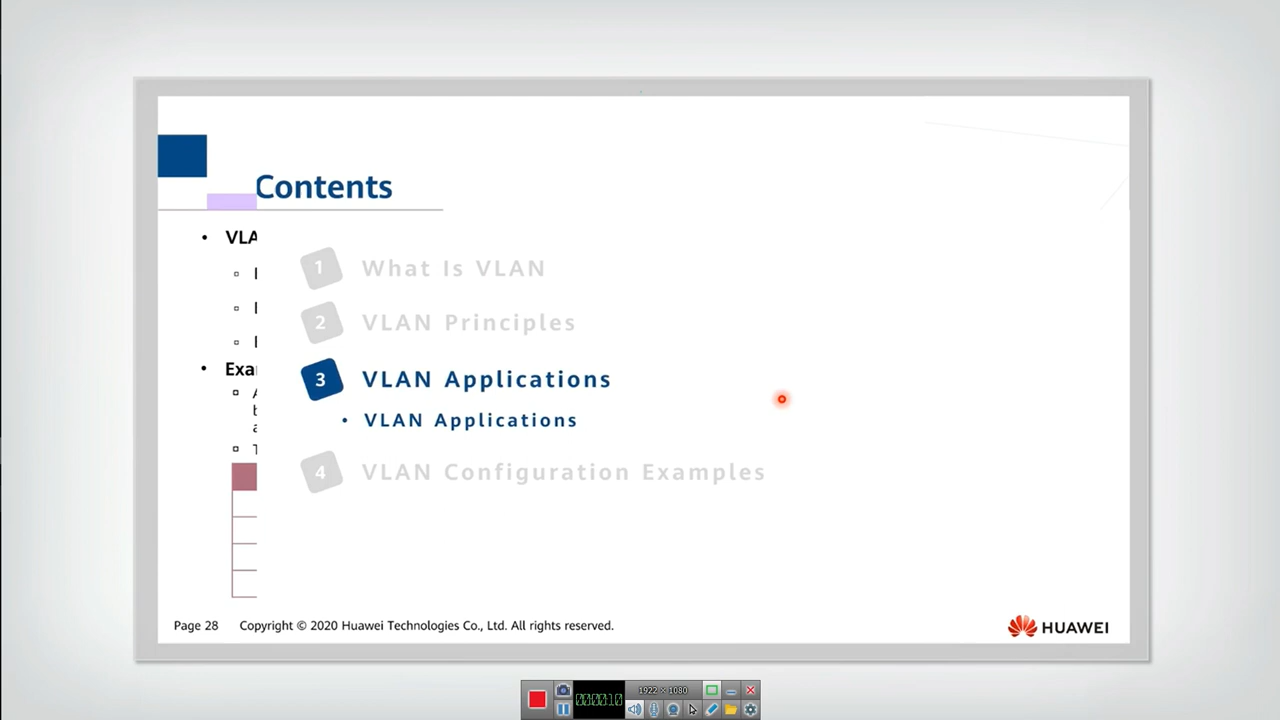 Contents
• VLA
1 What Is VLAN
2 VLAN Principles
• Exa
3 VLAN Applications
• VLAN Applications
4 VLAN Configuration Examples
Page 28 Copyright © 2020 Huawei Technologies Co., Ltd. All rights reserved.
HUAWEI
1922 × 1080